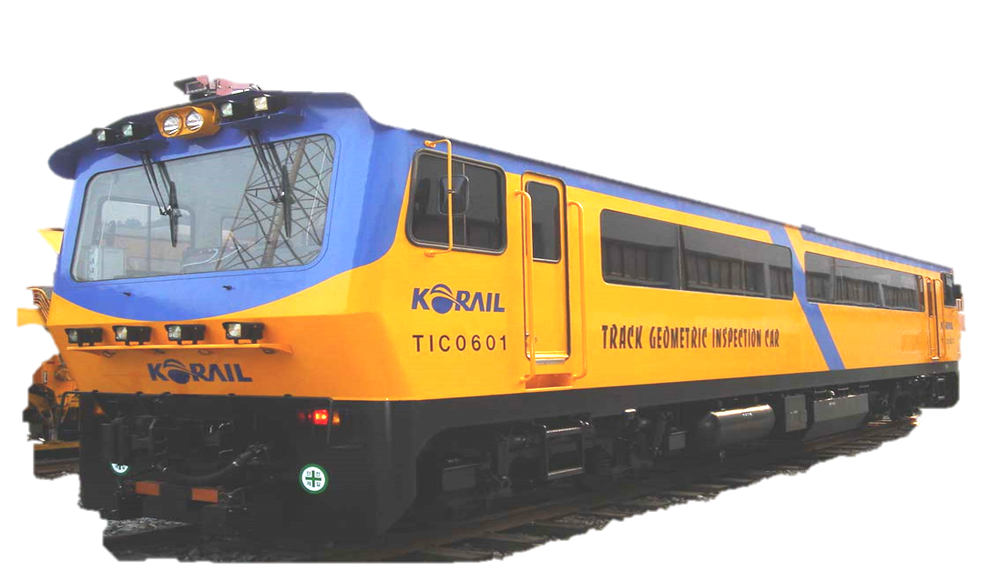 KORAIL
TIC0601
TRACK GEOMETRIC INSPECTION CAR
KORAIL